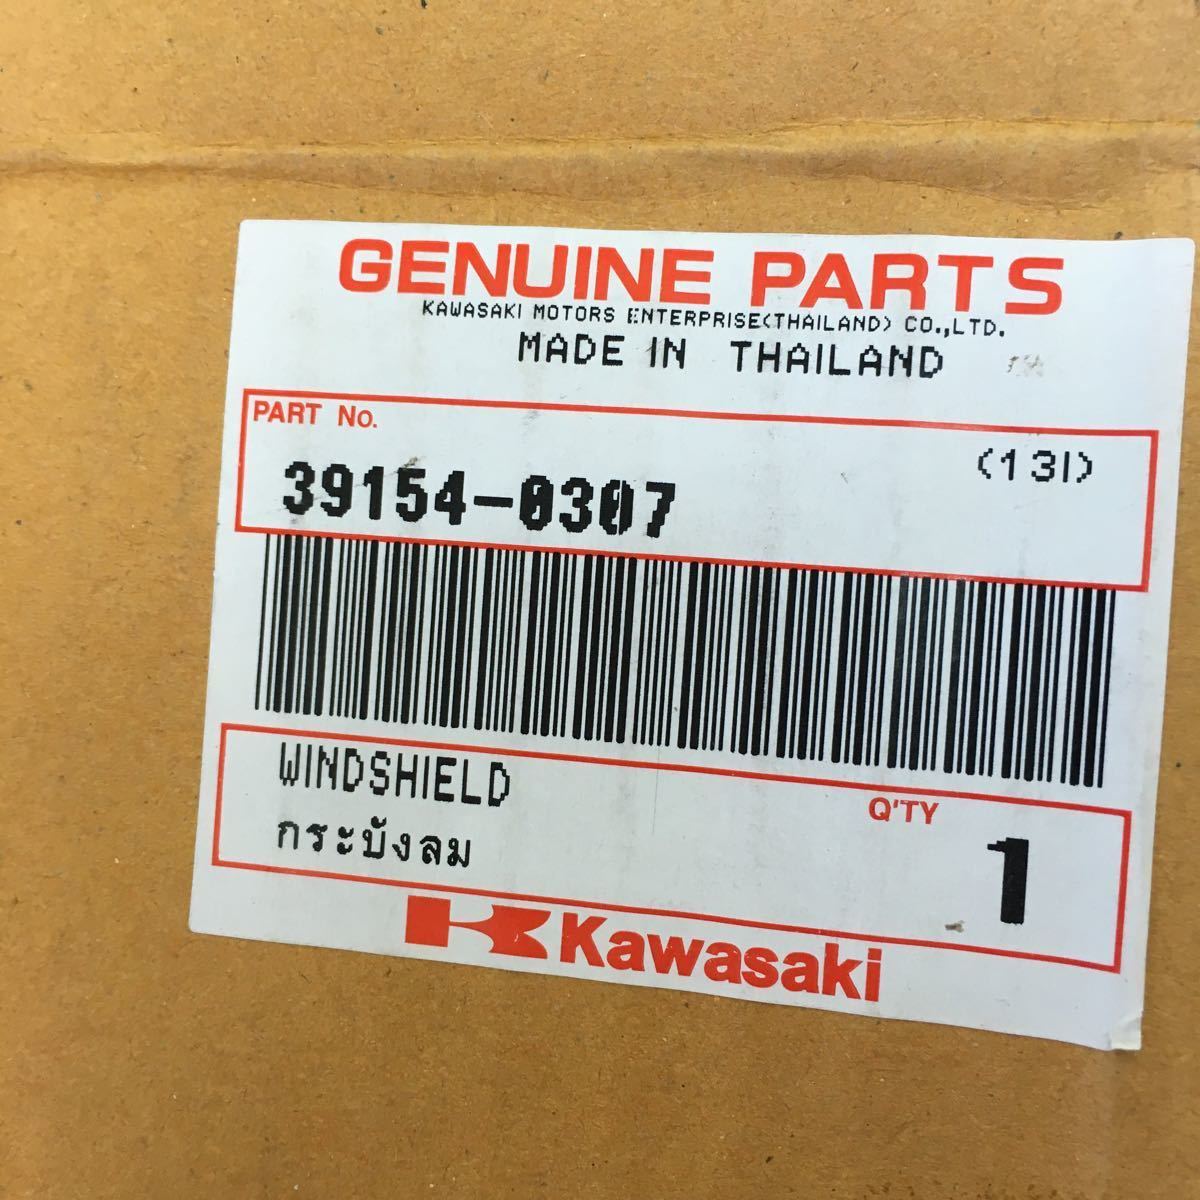 GENUINE PARTS
KAWASAKI MOTORS ENTERPRISE(THAILAND) CO.,LTD.
MADE IN THAILAND
PART No.
39154-0307 (13I)
WINDSHIELD
กระบังลม
Q'TY 1
Kawasaki